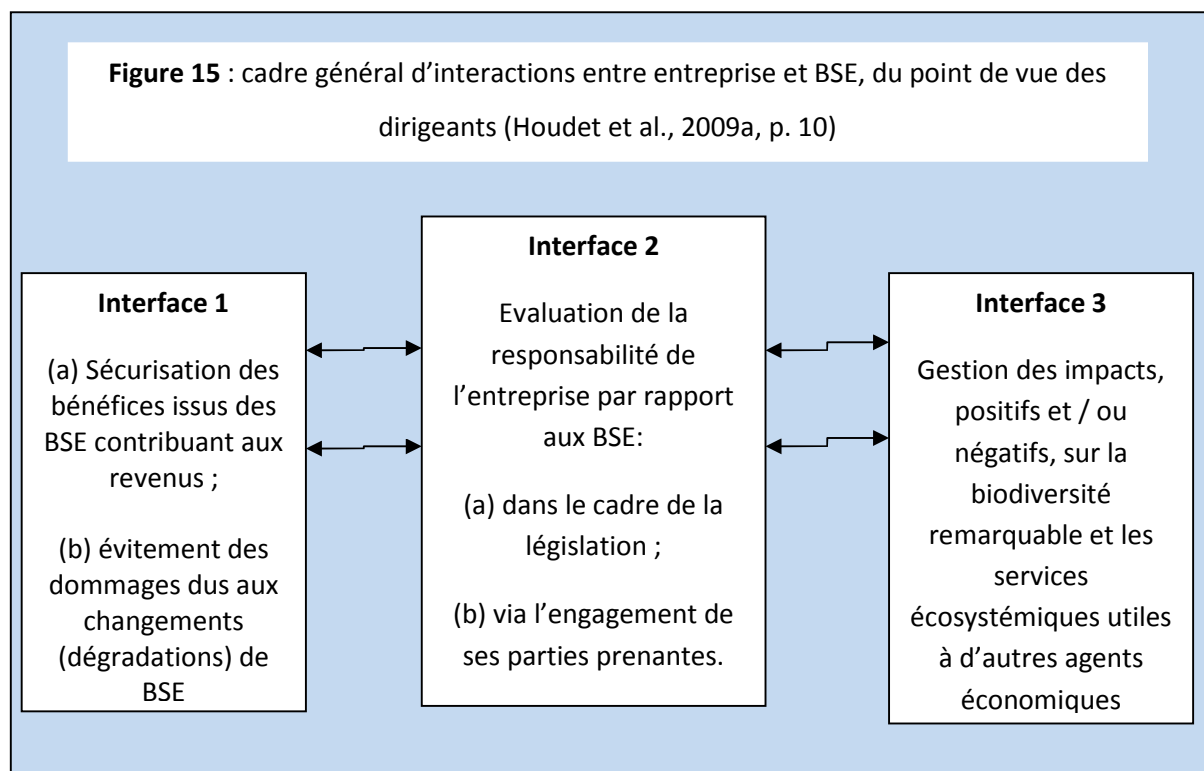 Figure 15 : cadre général d’interactions entre entreprise et BSE, du point de vue des
dirigeants (Houdet et al., 2009a, p. 10)
Interface 1
(a) Sécurisation des
bénéfices issus des
BSE contribuant aux
revenus ;
(b) évitement des
dommages dus aux
changements
(dégradations) de
BSE
Interface 2
Evaluation de la
responsabilité de
l’entreprise par rapport
aux BSE:
(a) dans le cadre de la
législation ;
(b) via l’engagement de
ses parties prenantes.
Interface 3
Gestion des impacts,
positifs et / ou
négatifs, sur la
biodiversité
remarquable et les
services
écosystémiques utiles
à d’autres agents
économiques